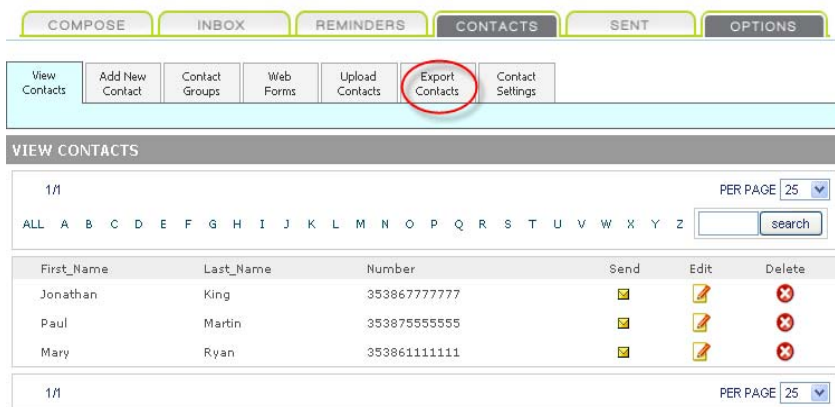 COMPOSE INBOX REMINDERS CONTACTS SENT OPTIONS
View Contacts Add New Contact Contact Groups Web Forms Upload Contacts Export Contacts Contact Settings
VIEW CONTACTS
1/1 PER PAGE 25
ALL A B C D E F G H I J K L M N O P Q R S T U V W X Y Z search
First_Name Last_Name Number Send Edit Delete
Jonathan King 353867777777
Paul Martin 353875555555
Mary Ryan 353861111111
1/1 PER PAGE 25